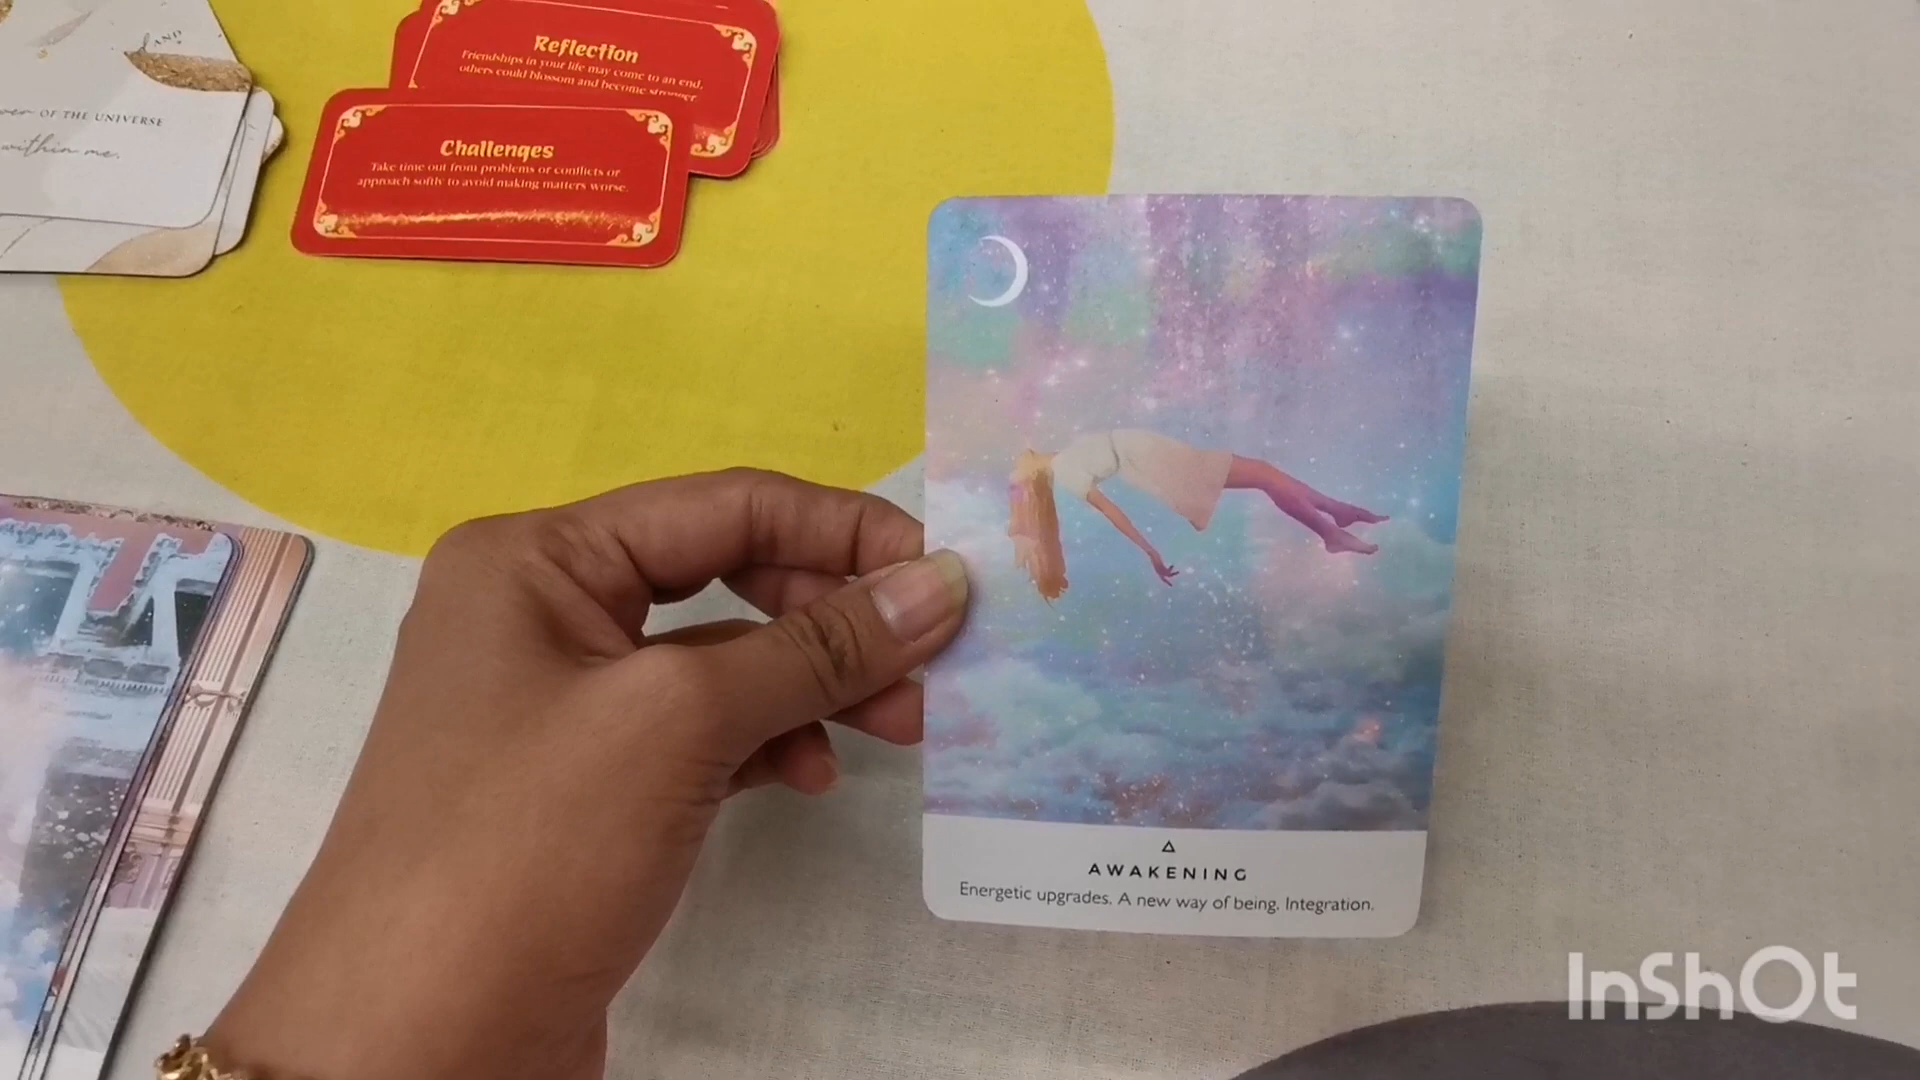 AND
OF THE UNIVERSE
within me.
Reflection
Friendships in your life may come to an end,
others could blossom and become stronger.
Challenges
Take time out from problems or conflicts or
approach softly to avoid making matters worse.
AWAKENING
Energetic upgrades. A new way of being. Integration.
InShOt